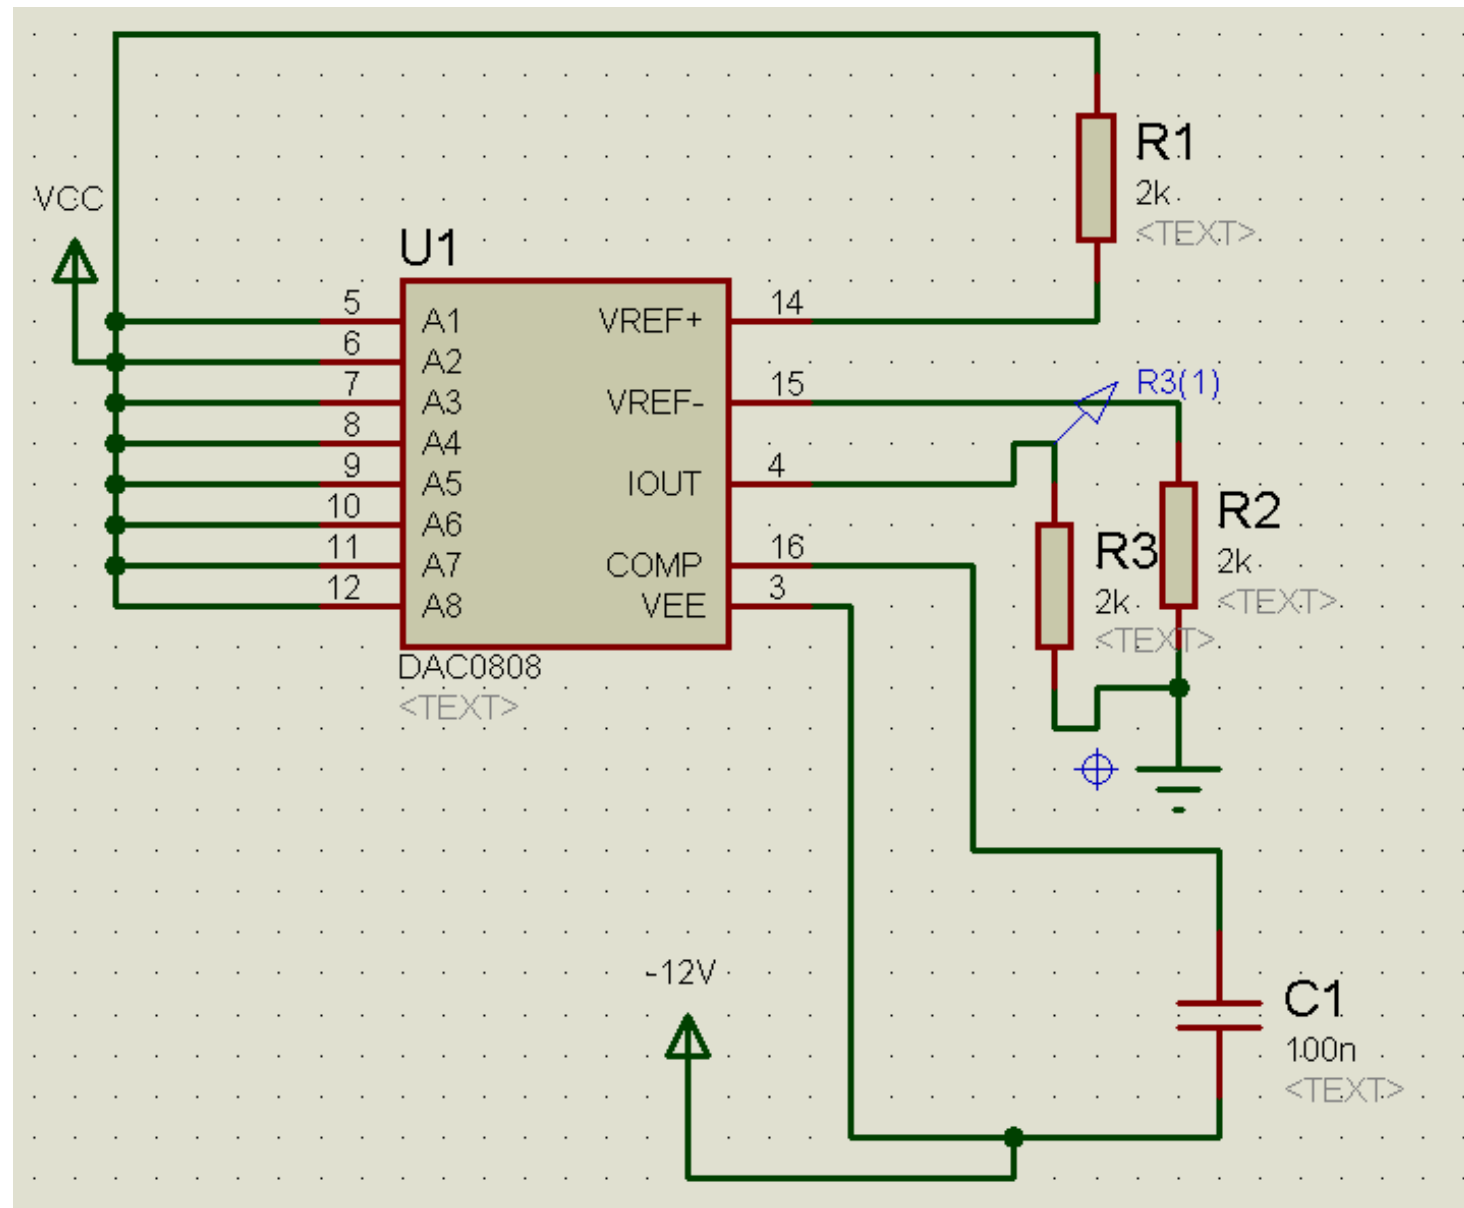 R1
2k
<TEXT>
VCC
U1
5 A1 VREF+ 14
6 A2
7 A3 VREF- 15 R3(1)
8 A4
9 A5 IOUT 4
10 A6
11 A7 COMP 16
12 A8 VEE 3
R2
2k
<TEXT>
R3
2k
<TEXT>
DAC0808
<TEXT>
-12V
C1
100n
<TEXT>